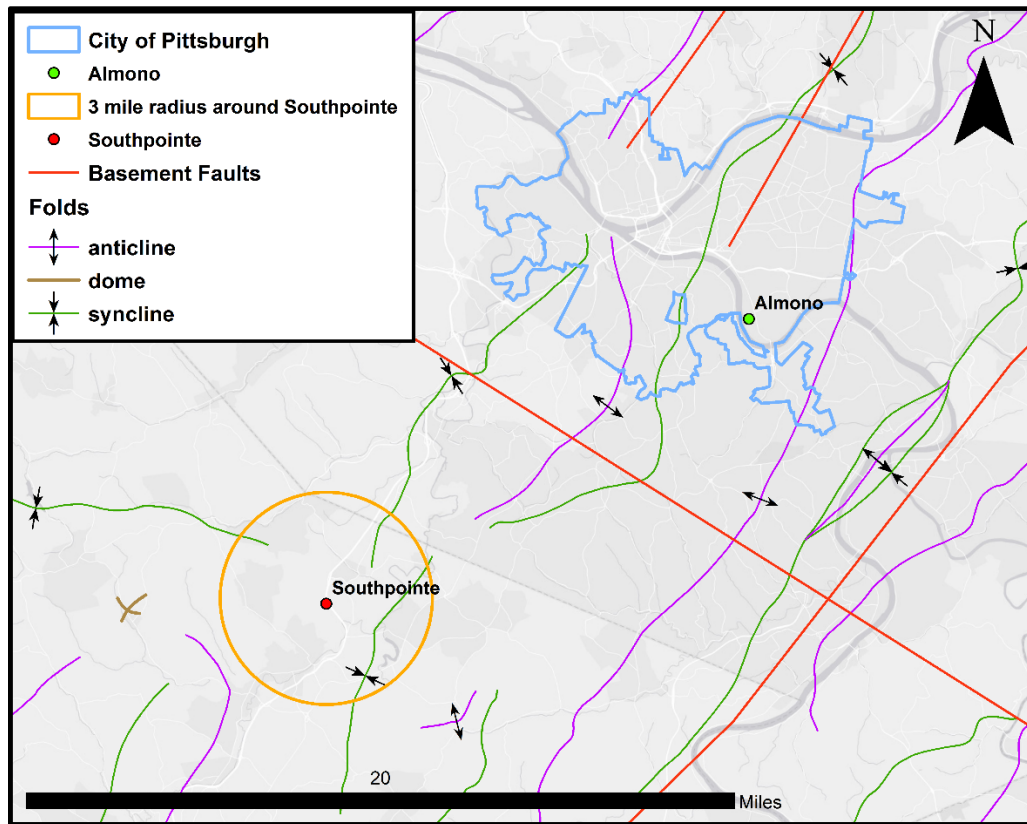 City of Pittsburgh
Almono
3 mile radius around Southpointe
Southpointe
Basement Faults
Folds
anticline
dome
syncline
N
Almono
Southpointe
20
Miles